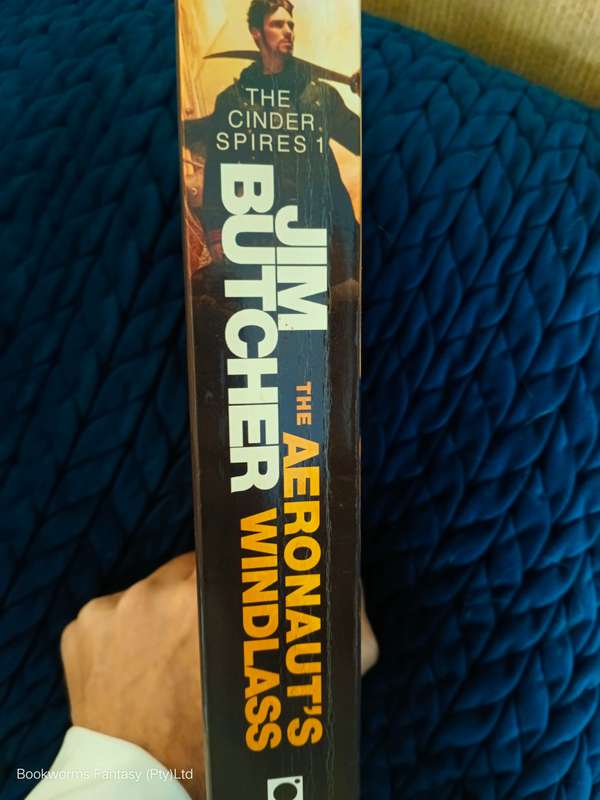 THE
CINDER
SPIRES 1
JIM
BUTCHER
THE AERONAUT'S
WINDLASS
Bookworms Fantasy (Pty)Ltd